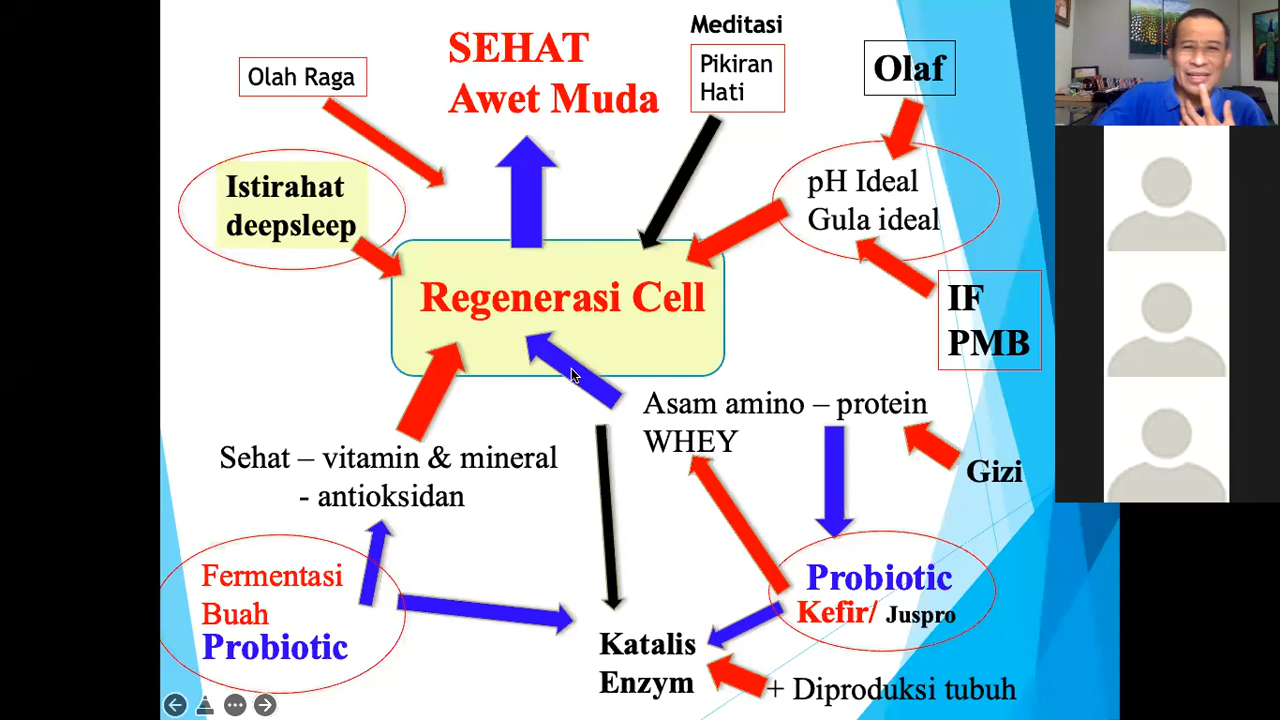 Meditasi
SEHAT
Awet Muda
Olah Raga
Pikiran
Hati
Olaf
Istirahat
deepsleep
pH Ideal
Gula ideal
Regenerasi Cell
IF
PMB
Asam amino – protein
WHEY
Sehat – vitamin & mineral
- antioksidan
Gizi
Fermentasi
Buah
Probiotic
Probiotic
Kefir/ Juspro
Katalis
Enzym
+ Diproduksi tubuh